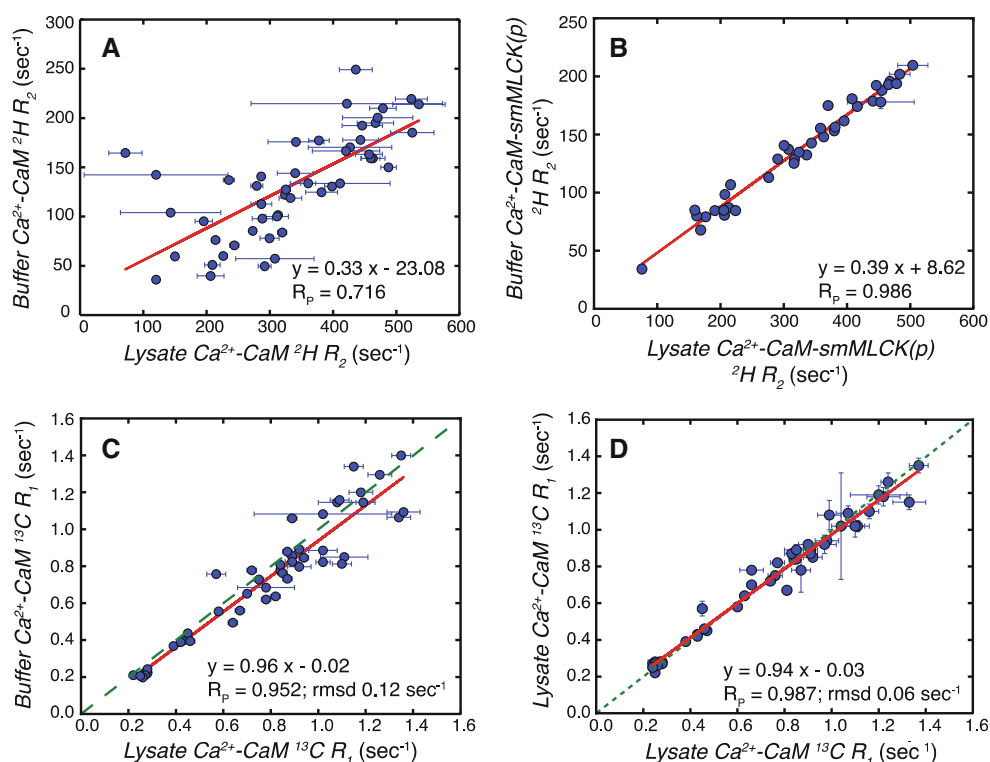 A
Buffer Ca²⁺-CaM ²H R₂ (sec⁻¹)
300
250
200
150
100
50
0
y = 0.33 x - 23.08
Rₚ = 0.716
0 100 200 300 400 500 600
Lysate Ca²⁺-CaM ²H R₂ (sec⁻¹)
B
Buffer Ca²⁺-CaM-smMLCK(p)
²H R₂ (sec⁻¹)
250
200
150
100
50
0
y = 0.39 x + 8.62
Rₚ = 0.986
0 100 200 300 400 500 600
Lysate Ca²⁺-CaM-smMLCK(p)
²H R₂ (sec⁻¹)
C
Buffer Ca²⁺-CaM ¹³C R₁ (sec⁻¹)
1.6
1.4
1.2
1.0
0.8
0.6
0.4
0.2
0.0
y = 0.96 x - 0.02
Rₚ = 0.952; rmsd 0.12 sec⁻¹
0.0 0.2 0.4 0.6 0.8 1.0 1.2 1.4 1.6
Lysate Ca²⁺-CaM ¹³C R₁ (sec⁻¹)
D
Lysate Ca²⁺-CaM ¹³C R₁ (sec⁻¹)
1.6
1.4
1.2
1.0
0.8
0.6
0.4
0.2
0.0
y = 0.94 x - 0.03
Rₚ = 0.987; rmsd 0.06 sec⁻¹
0.0 0.2 0.4 0.6 0.8 1.0 1.2 1.4 1.6
Lysate Ca²⁺-CaM ¹³C R₁ (sec⁻¹)